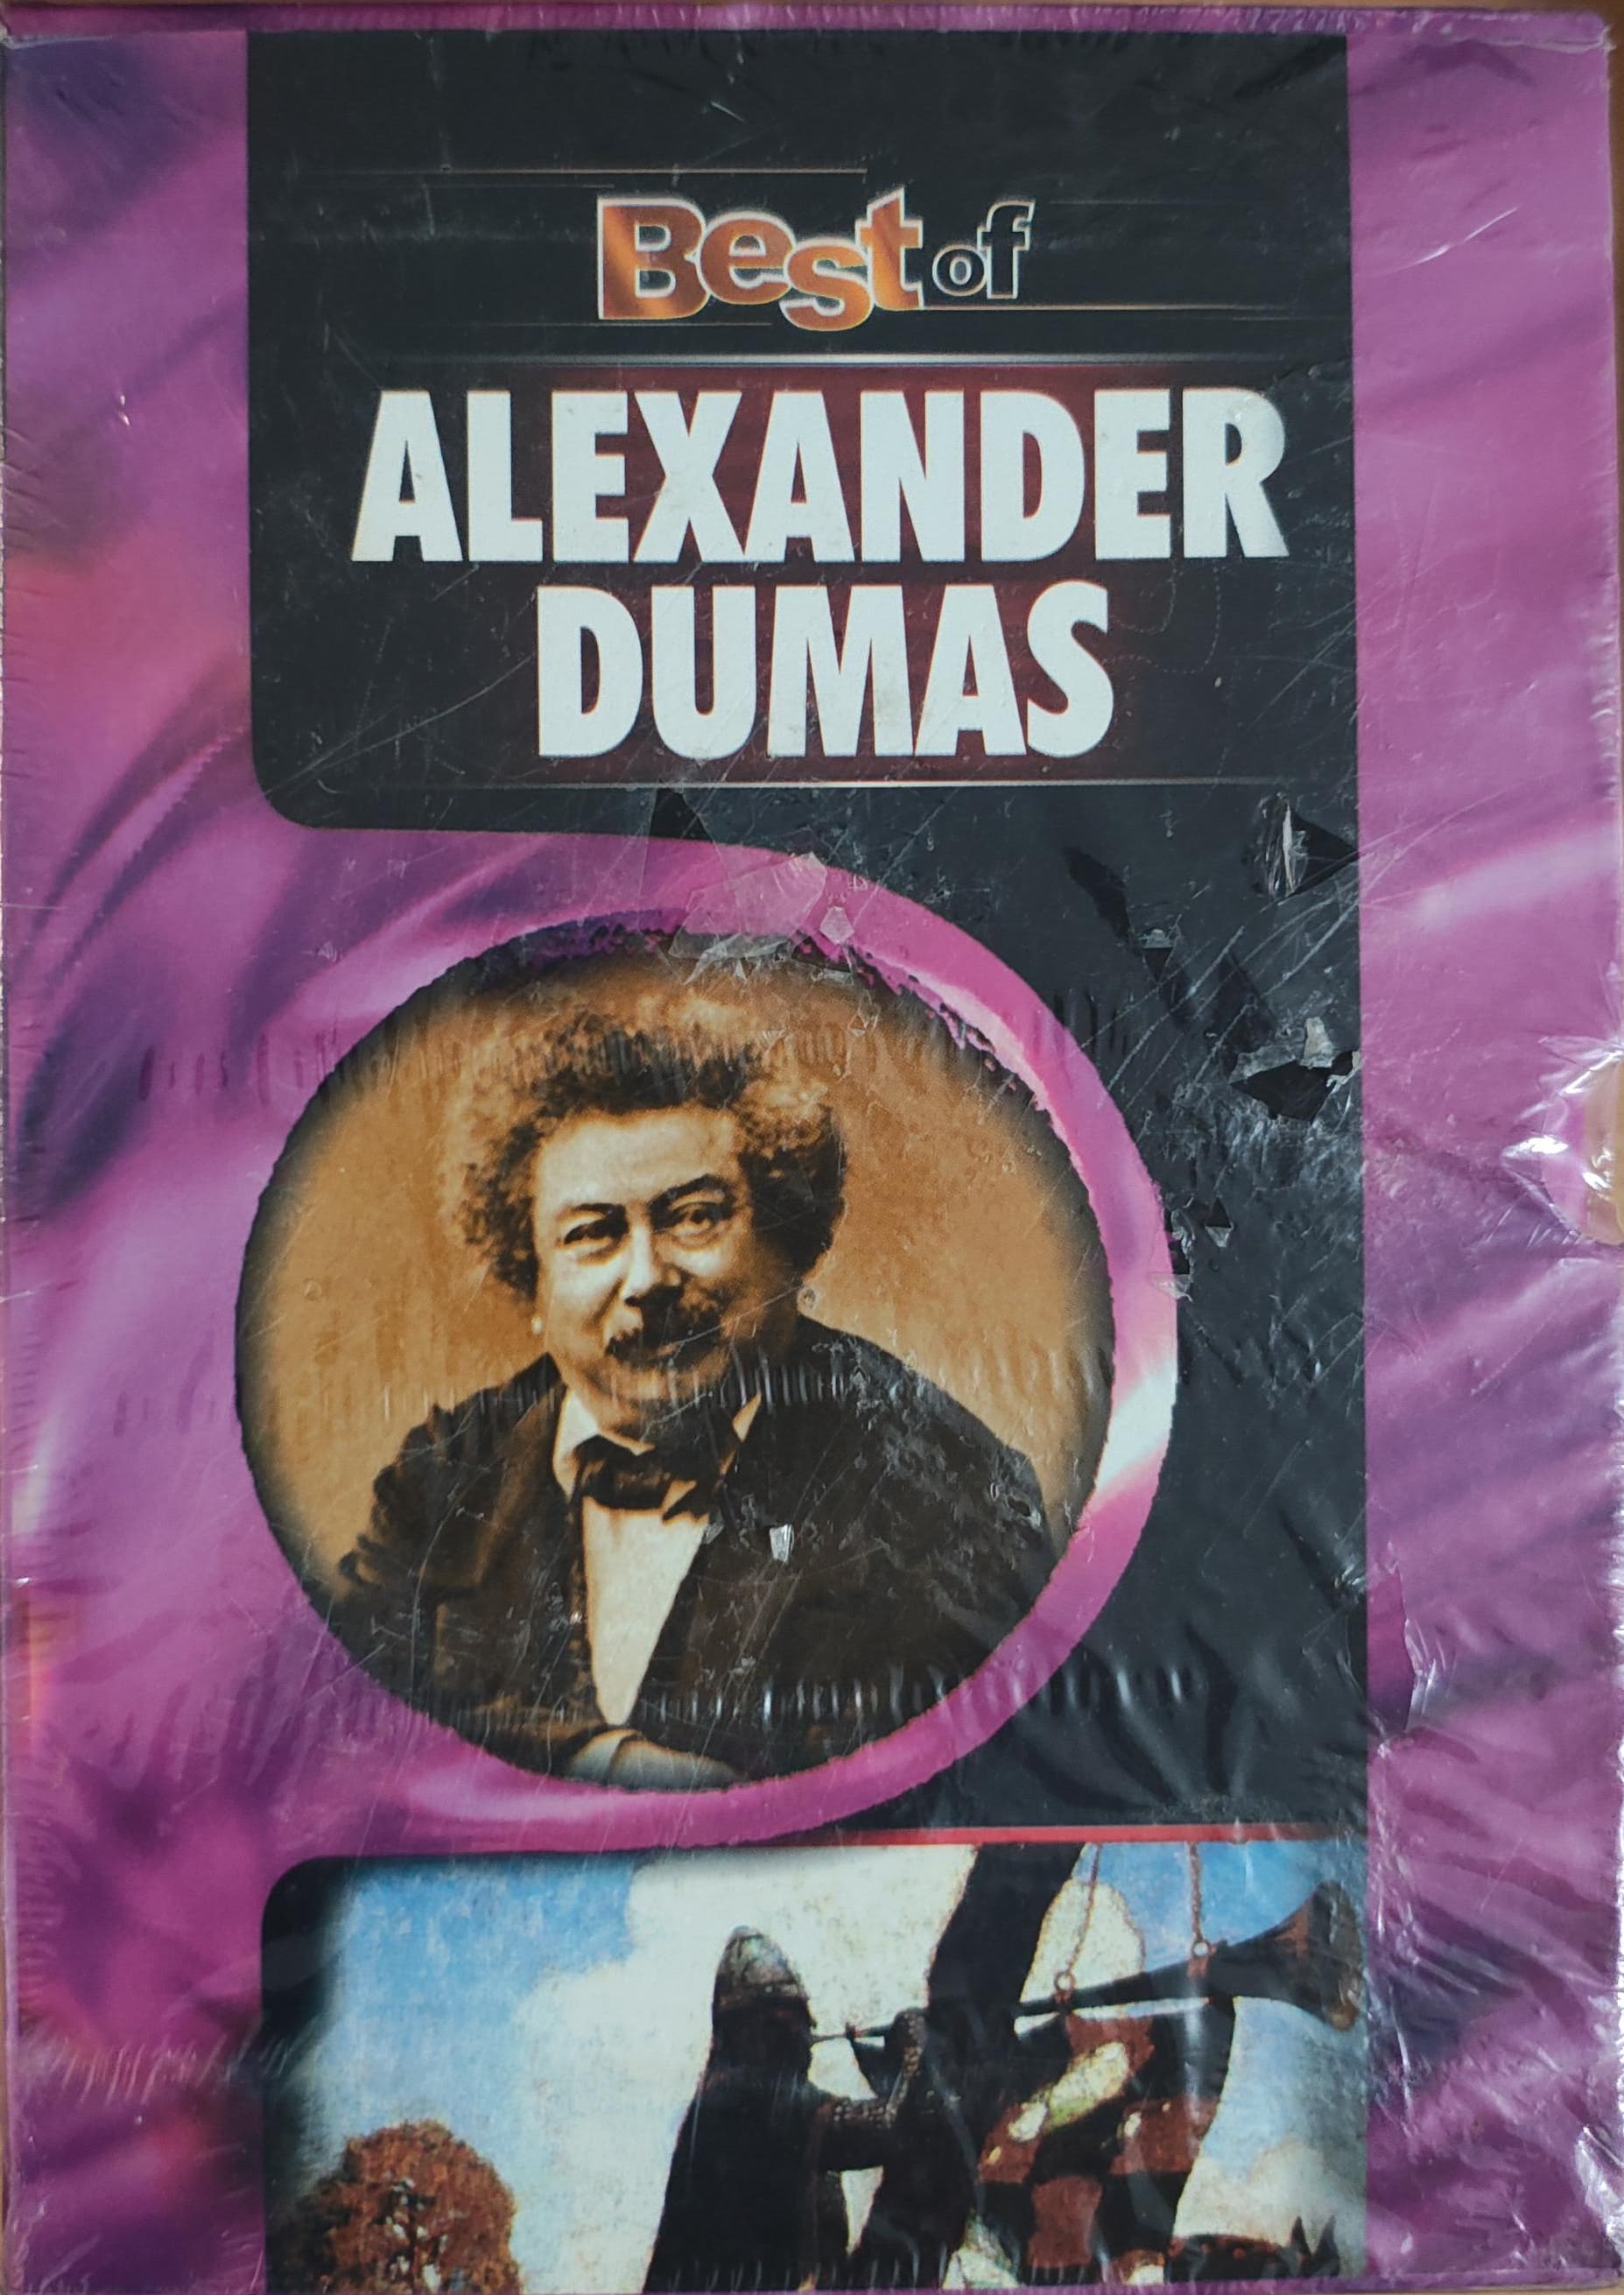 Best of
ALEXANDER
DUMAS